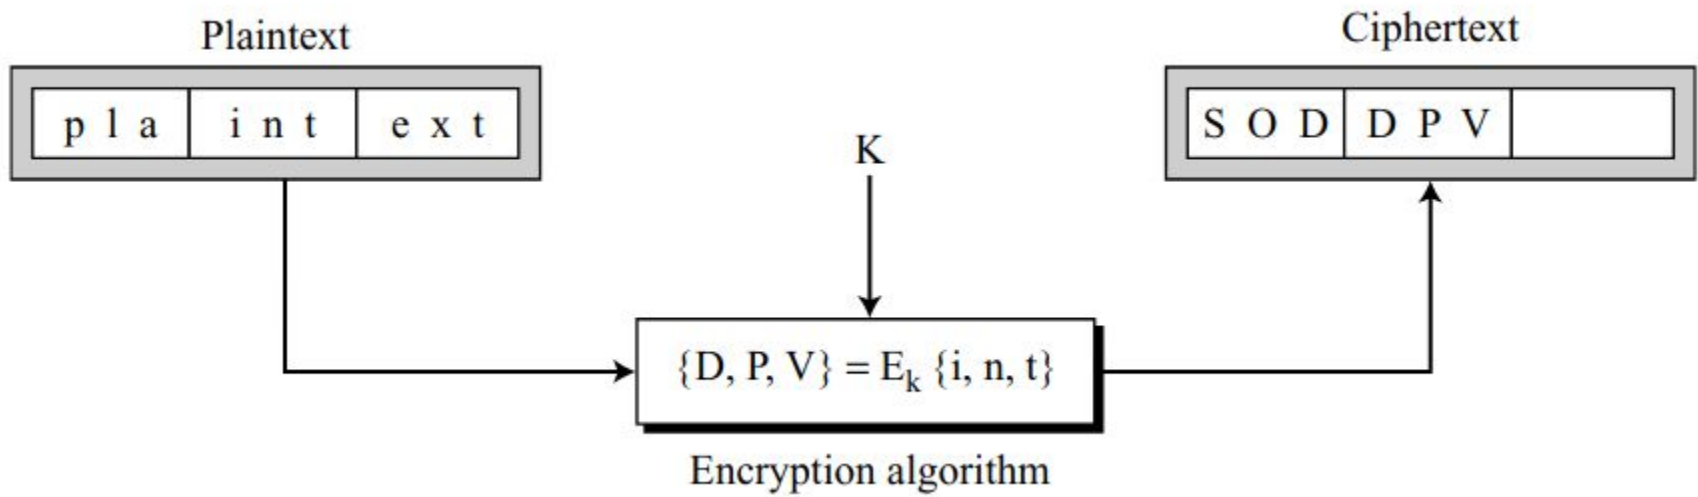 Plaintext
p l a i n t e x t
K
{D, P, V} = Eₖ {i, n, t}
Encryption algorithm
Ciphertext
S O D D P V